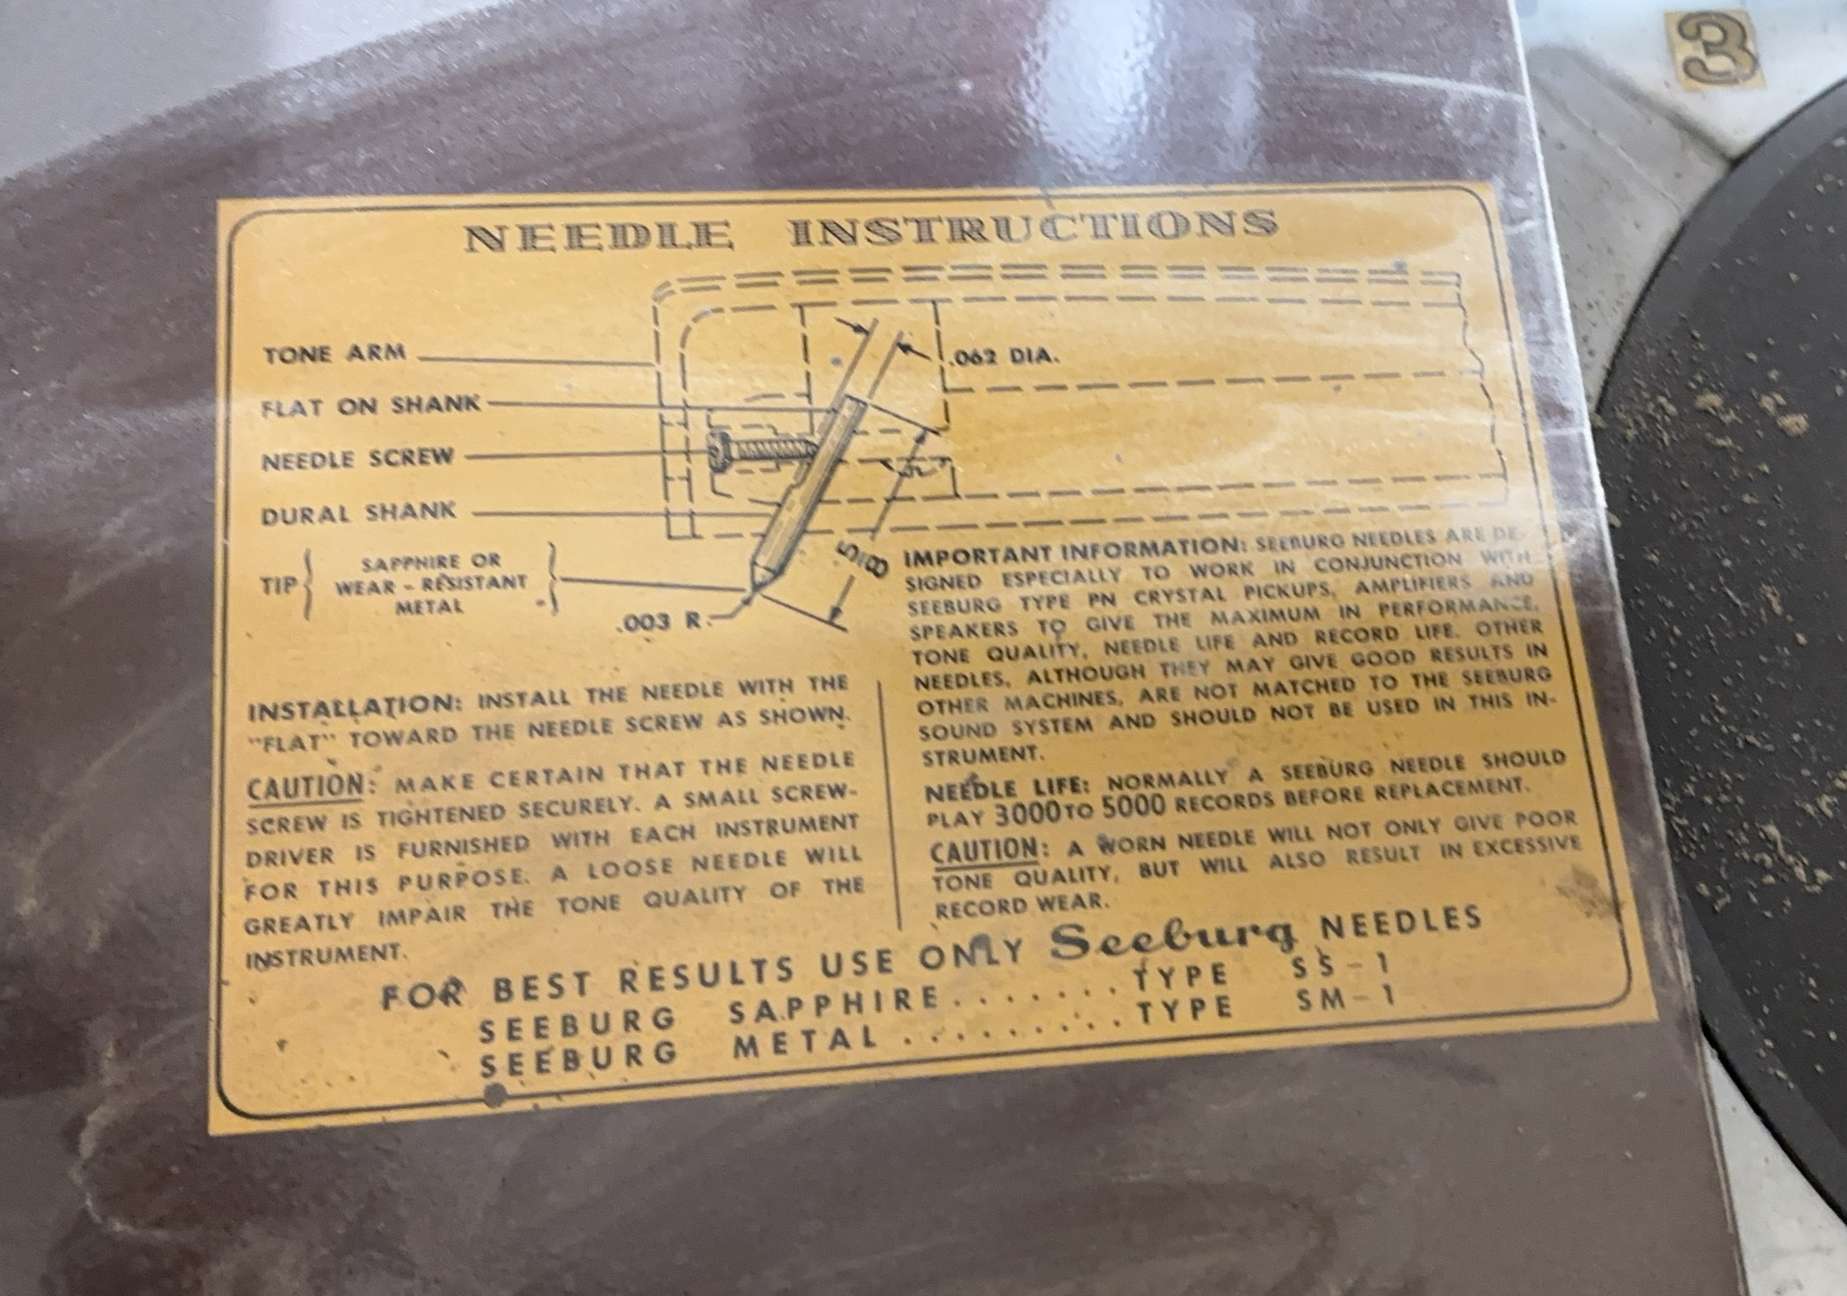 3
NEEDLE INSTRUCTIONS
TONE ARM
.062 DIA.
FLAT ON SHANK
NEEDLE SCREW
DURAL SHANK
5/8
TIP { SAPPHIRE OR
WEAR - RESISTANT
METAL }
.003 R.
INSTALLATION: INSTALL THE NEEDLE WITH THE
"FLAT" TOWARD THE NEEDLE SCREW AS SHOWN.
CAUTION: MAKE CERTAIN THAT THE NEEDLE
SCREW IS TIGHTENED SECURELY. A SMALL SCREW-
DRIVER IS FURNISHED WITH EACH INSTRUMENT
FOR THIS PURPOSE. A LOOSE NEEDLE WILL
GREATLY IMPAIR THE TONE QUALITY OF THE
INSTRUMENT.
IMPORTANT INFORMATION: SEEBURG NEEDLES ARE DE-
SIGNED ESPECIALLY TO WORK IN CONJUNCTION WITH
SEEBURG TYPE PN CRYSTAL PICKUPS, AMPLIFIERS AND
SPEAKERS TO GIVE THE MAXIMUM IN PERFORMANCE,
TONE QUALITY, NEEDLE LIFE AND RECORD LIFE. OTHER
NEEDLES, ALTHOUGH THEY MAY GIVE GOOD RESULTS IN
OTHER MACHINES, ARE NOT MATCHED TO THE SEEBURG
SOUND SYSTEM AND SHOULD NOT BE USED IN THIS IN-
STRUMENT.
NEEDLE LIFE: NORMALLY A SEEBURG NEEDLE SHOULD
PLAY 3000 TO 5000 RECORDS BEFORE REPLACEMENT.
CAUTION: A WORN NEEDLE WILL NOT ONLY GIVE POOR
TONE QUALITY, BUT WILL ALSO RESULT IN EXCESSIVE
RECORD WEAR.
FOR BEST RESULTS USE ONLY Seeburg NEEDLES
SEEBURG SAPPHIRE.......TYPE SS-1
SEEBURG METAL.........TYPE SM-1